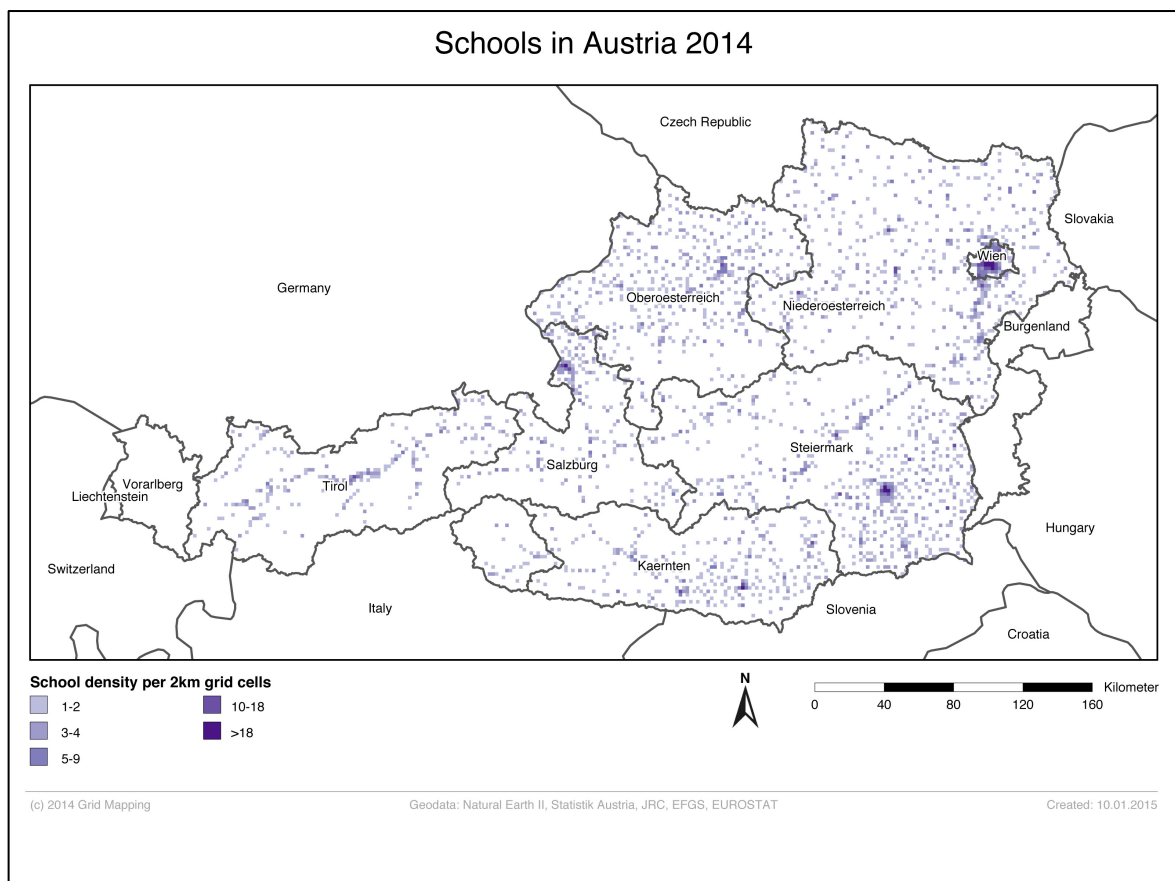 Schools in Austria 2014
Czech Republic
Slovakia
Wien
Germany
Oberoesterreich
Niederoesterreich
Burgenland
Steiermark
Salzburg
Vorarlberg
Tirol
Liechtenstein
Hungary
Switzerland
Kaernten
Italy
Slovenia
Croatia
School density per 2km grid cells
1-2
3-4
5-9
10-18
>18
N
Kilometer
0 40 80 120 160
(c) 2014 Grid Mapping
Geodata: Natural Earth II, Statistik Austria, JRC, EFGS, EUROSTAT
Created: 10.01.2015